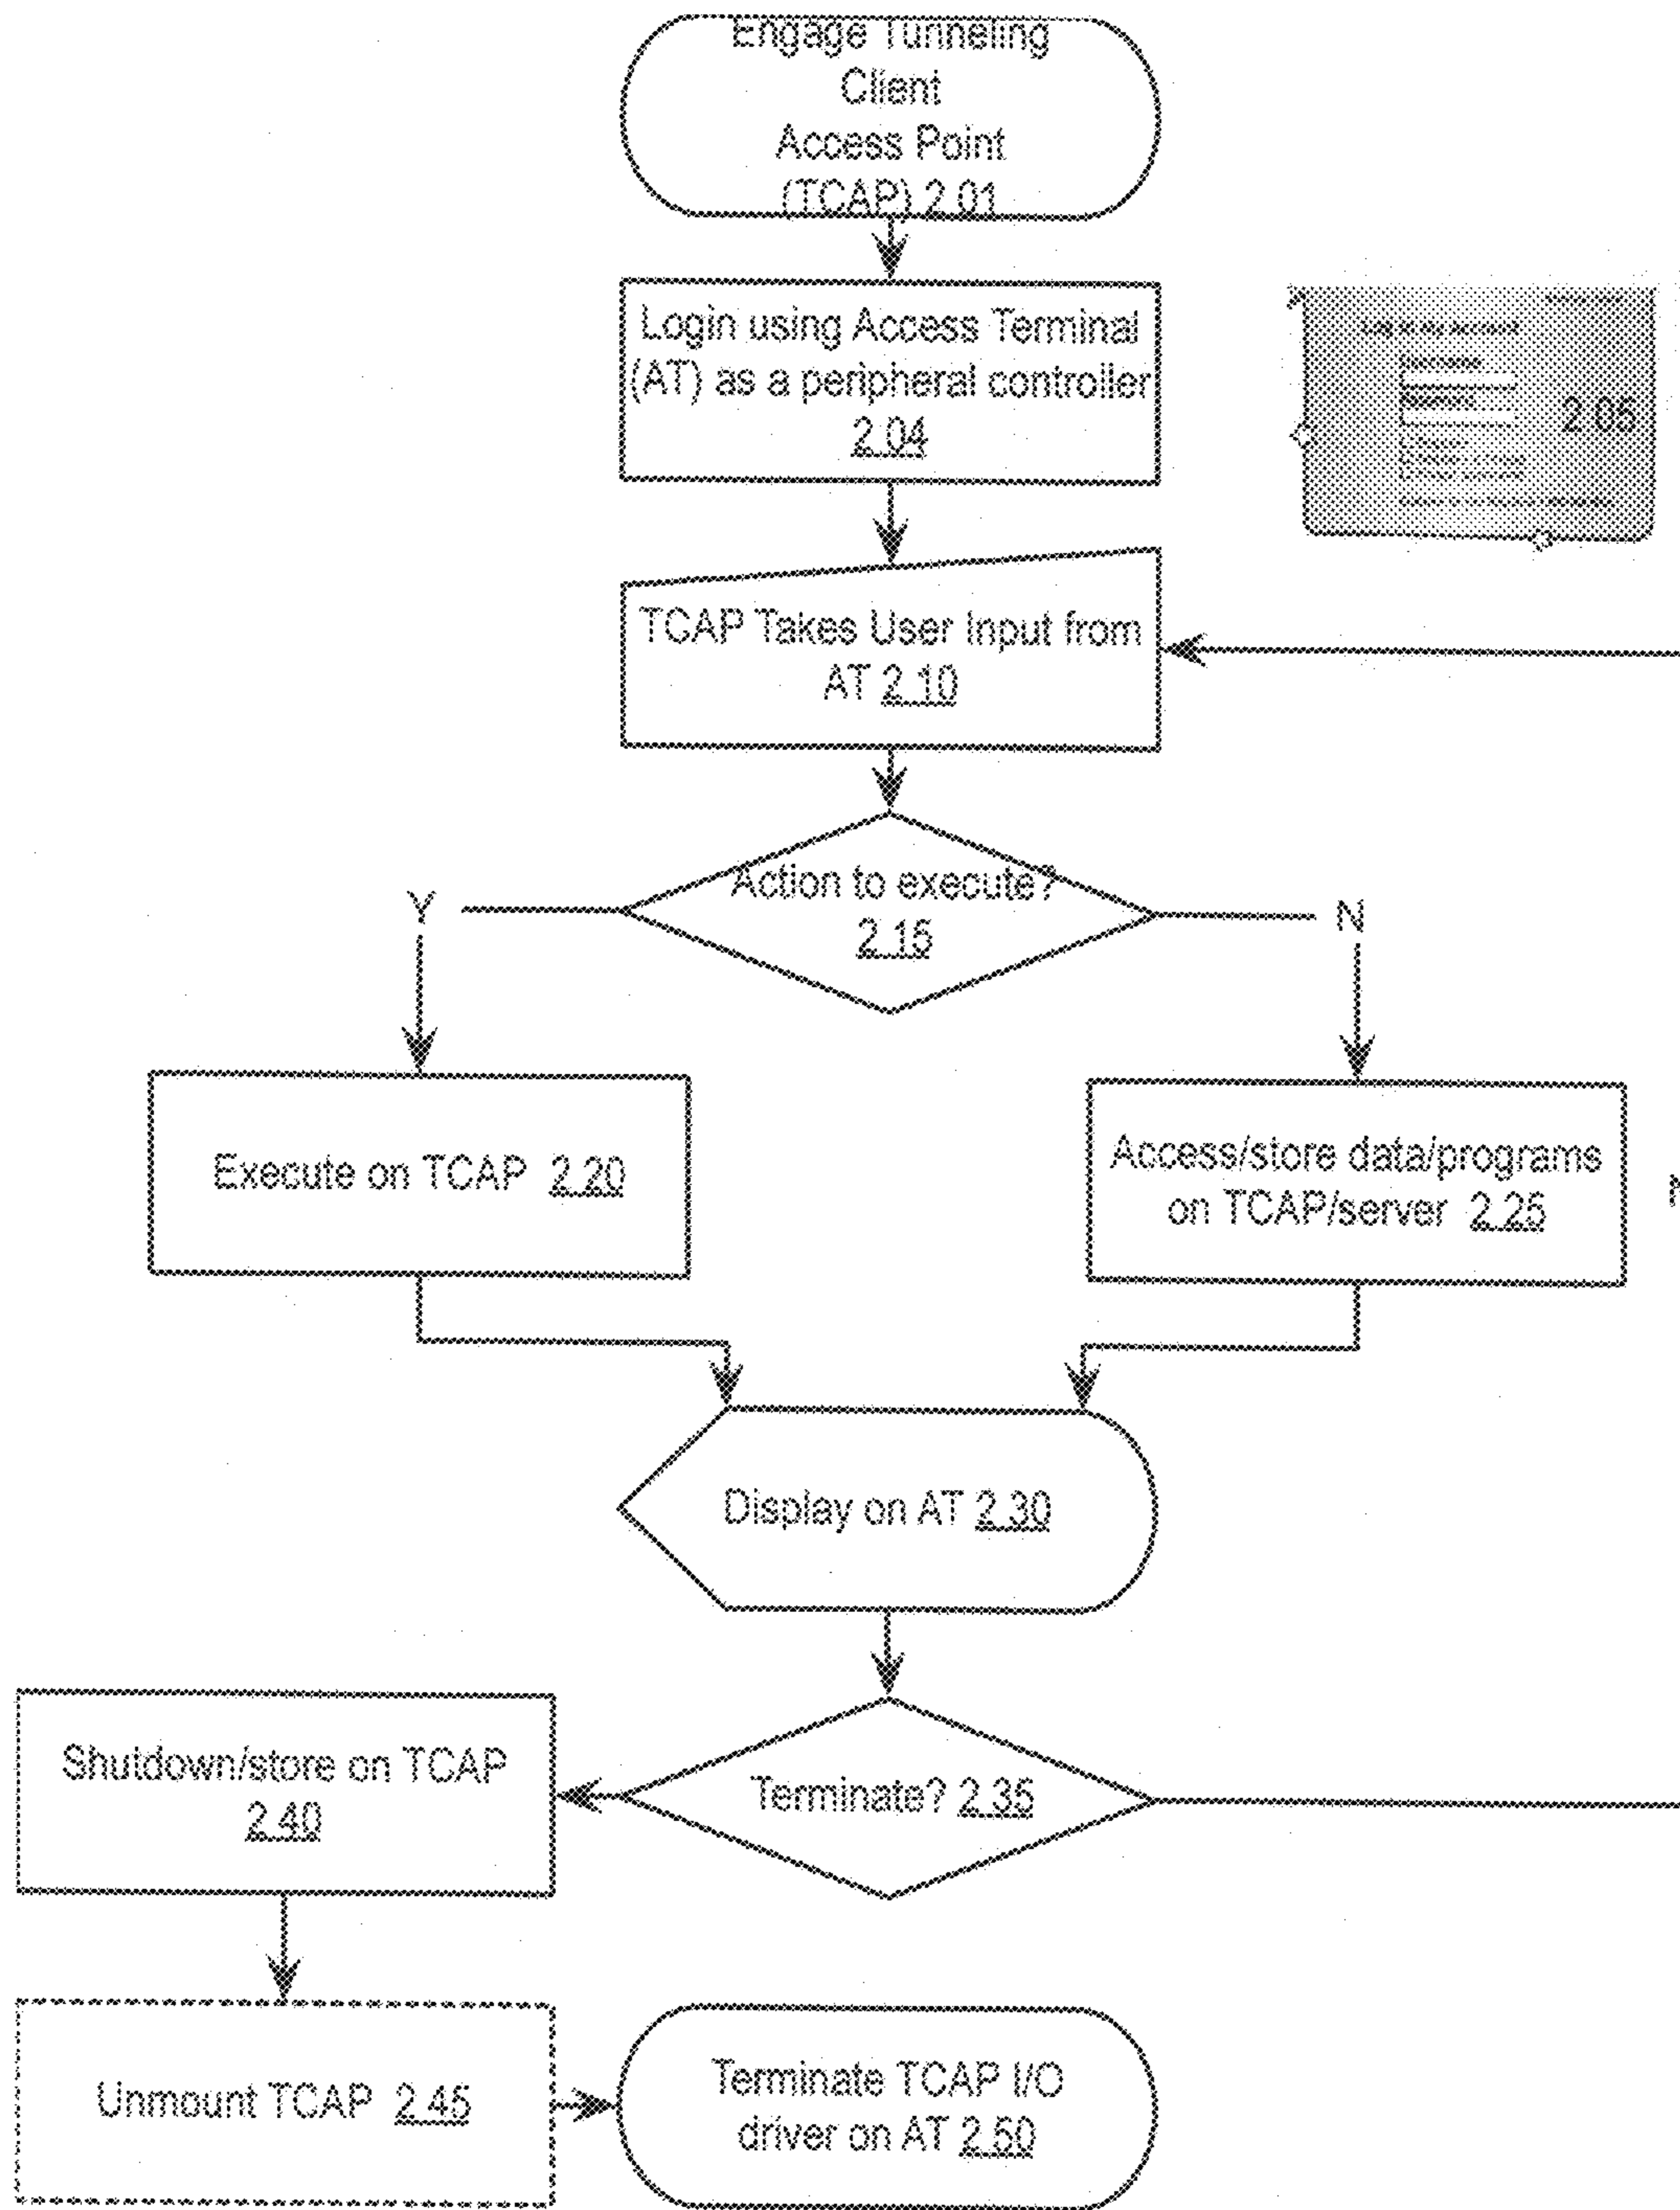 Engage Tunneling
Client
Access Point
(TCAP) 2.01
Login using Access Terminal
(AT) as a peripheral controller
2.04
2.05
TCAP Takes User Input from
AT 2.10
Action to execute?
2.15
Y
N
Execute on TCAP 2.20
Access/store data/programs
on TCAP/server 2.25
Display on AT 2.30
Shutdown/store on TCAP
2.40
Terminate? 2.35
Unmount TCAP 2.45
Terminate TCAP I/O
driver on AT 2.50